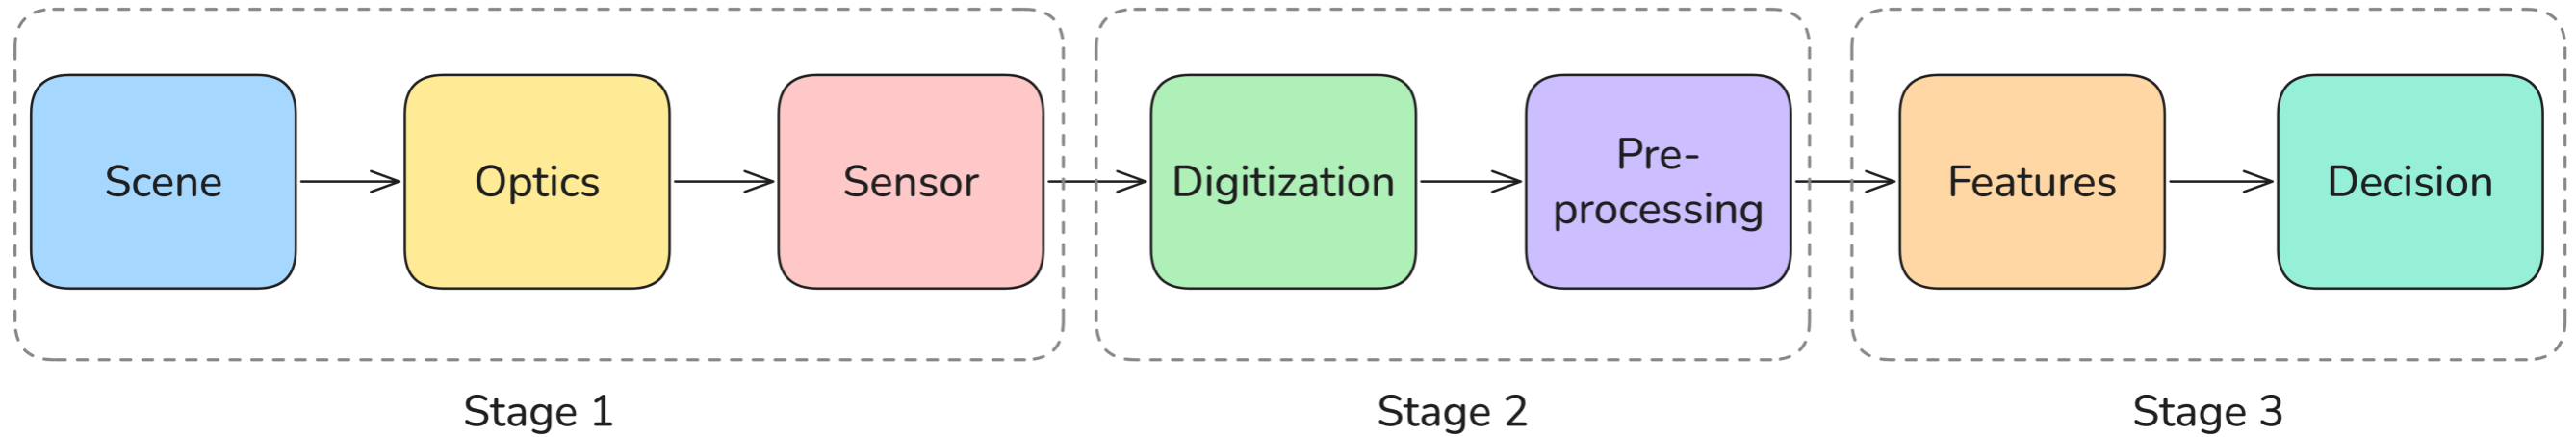 Scene
Optics
Sensor
Digitization
Pre-
processing
Features
Decision
Stage 1
Stage 2
Stage 3